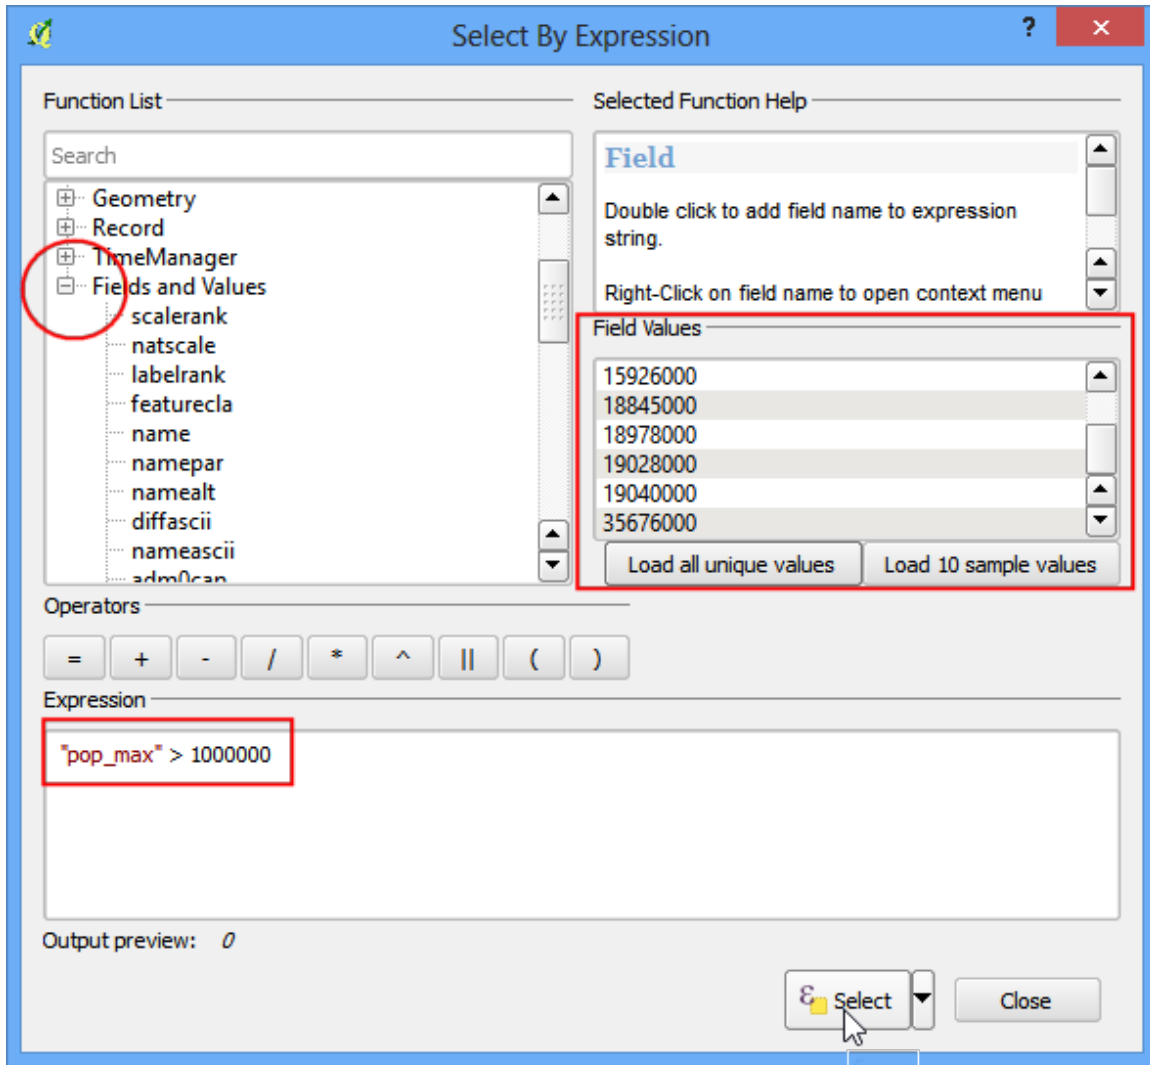 Select By Expression
?
×
Function List
Search
Geometry
Record
TimeManager
Fields and Values
scalerank
natscale
labelrank
featurecla
name
namepar
namealt
diffascii
nameascii
Selected Function Help
Field
Double click to add field name to expression
string.
Right-Click on field name to open context menu
Field Values
15926000
18845000
18978000
19028000
19040000
35676000
Load all unique values Load 10 sample values
Operators
= + - / * ^ || ( )
Expression
"pop_max" > 1000000
Output preview: 0
Select Close